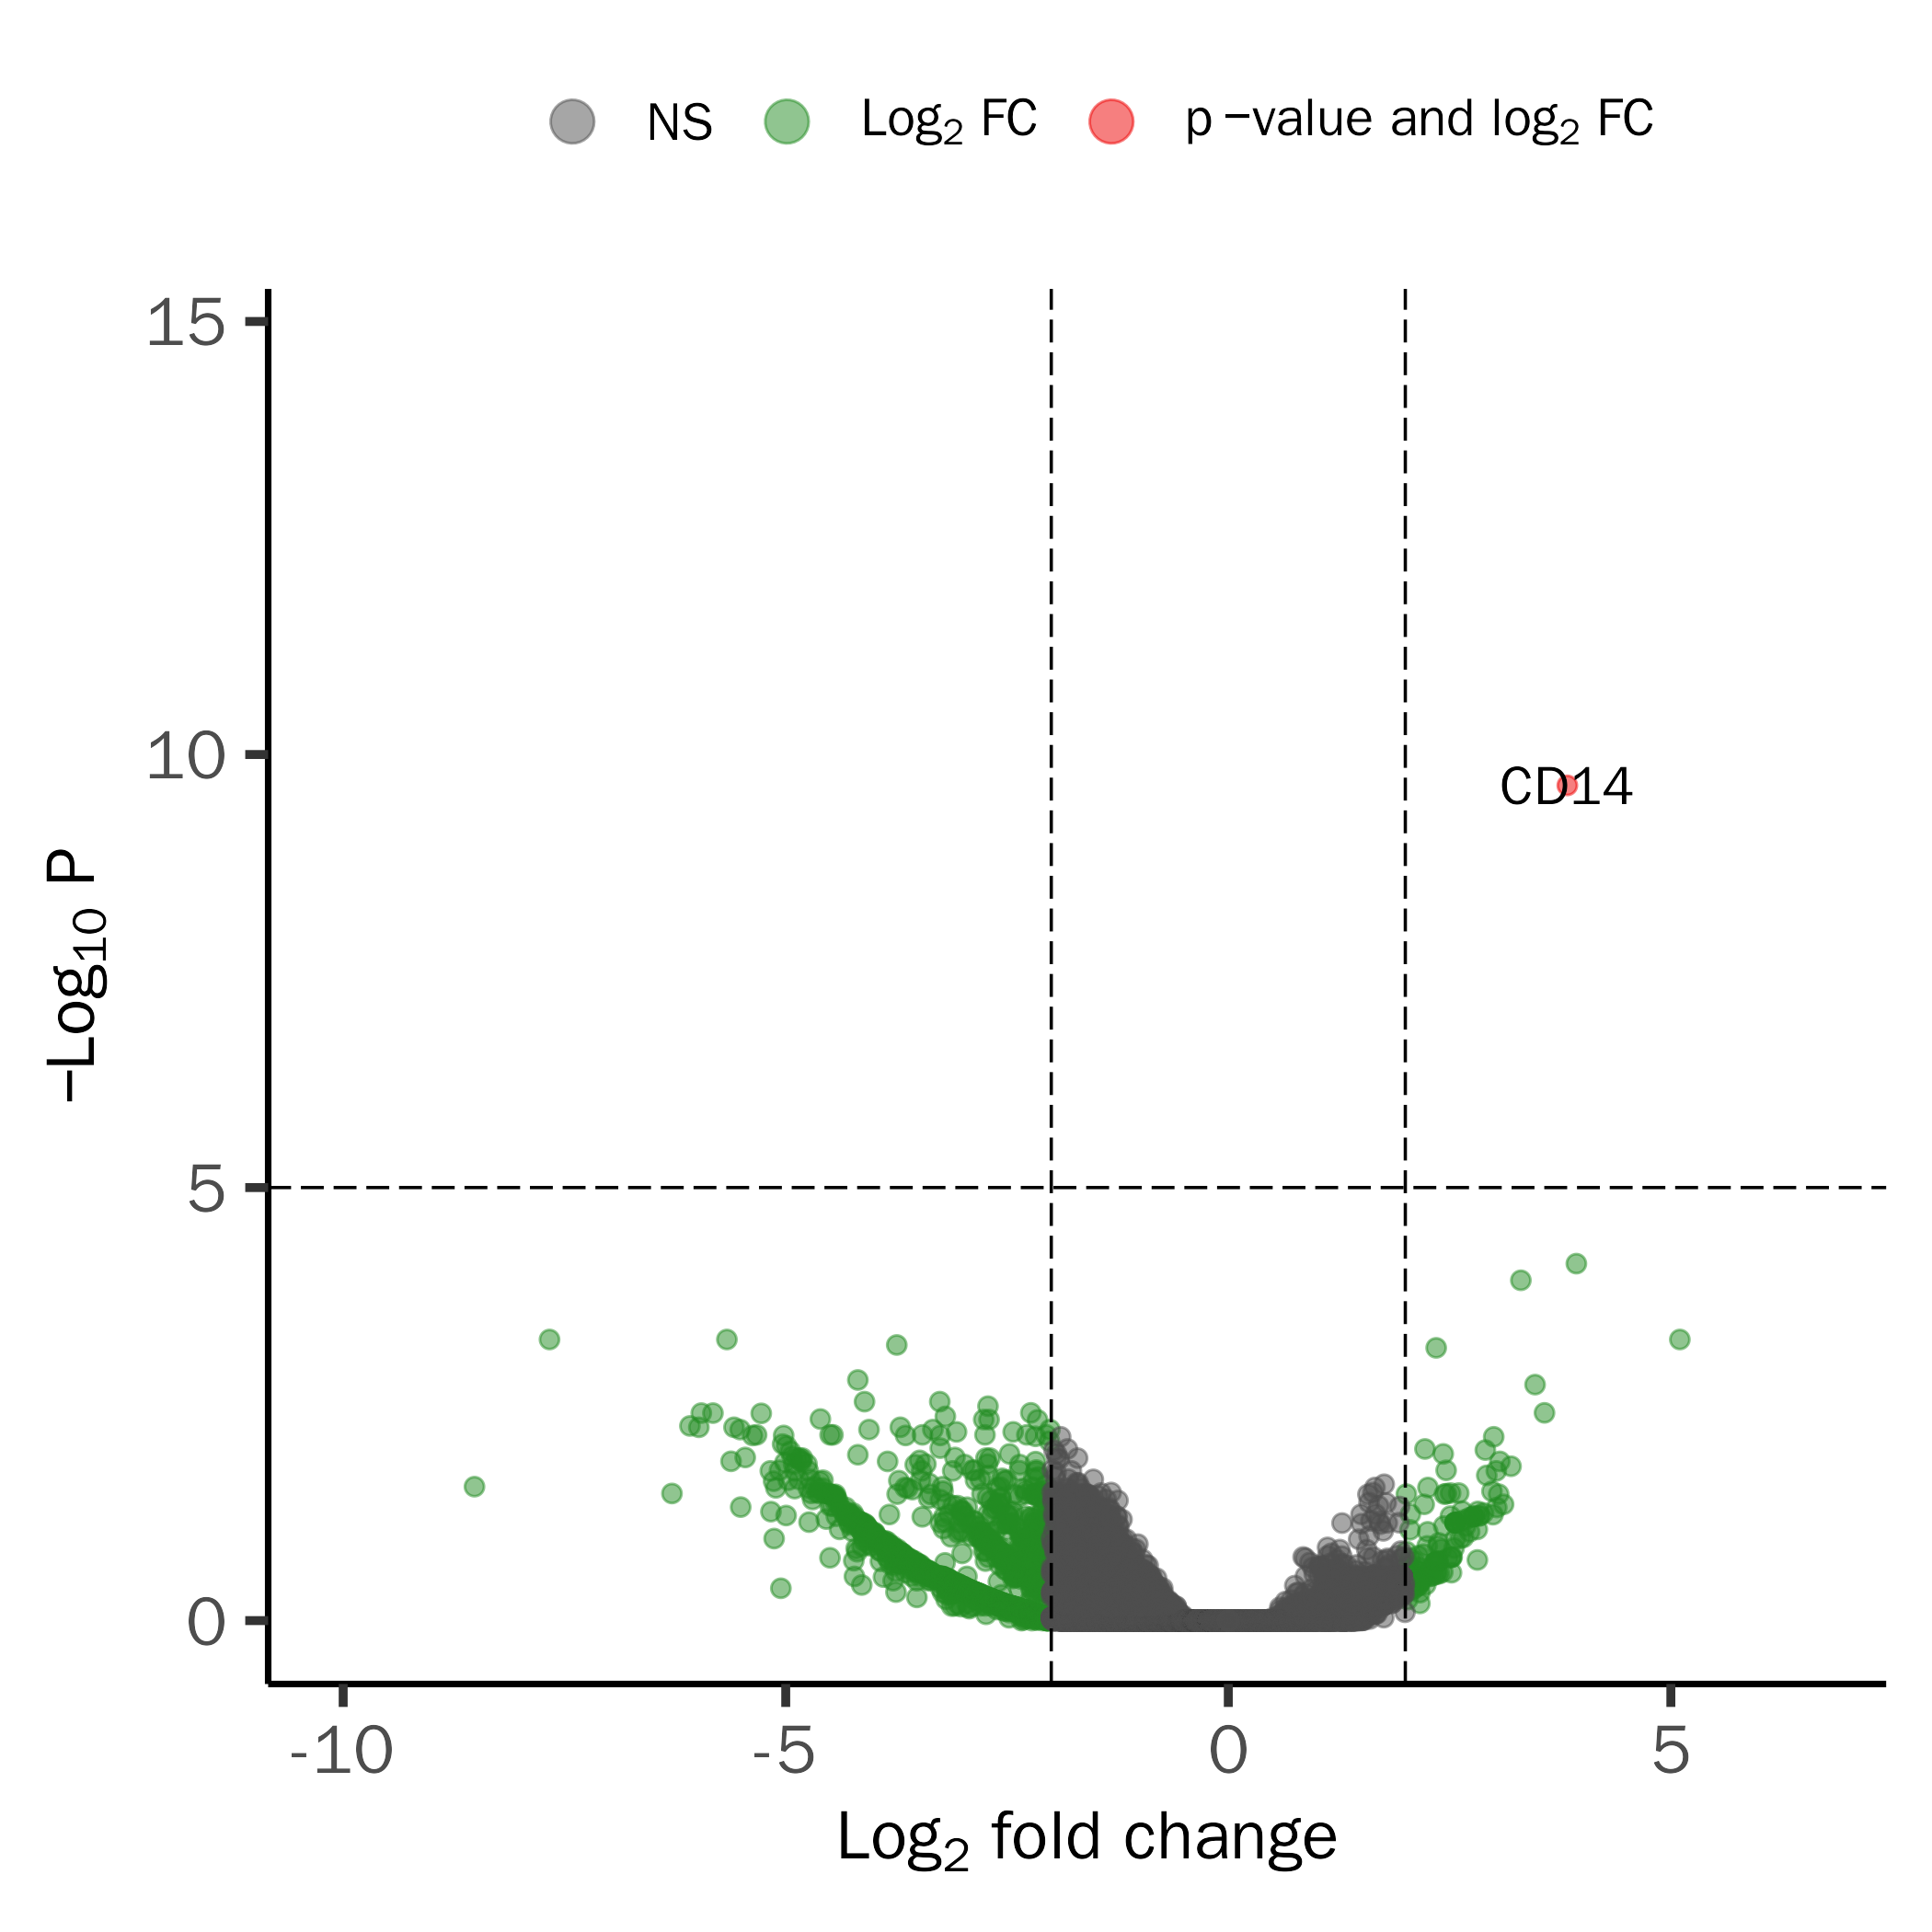 NS Log₂ FC p −value and log₂ FC
15
10
CD14
−Log₁₀ P
5
0
-10 -5 0 5
Log₂ fold change